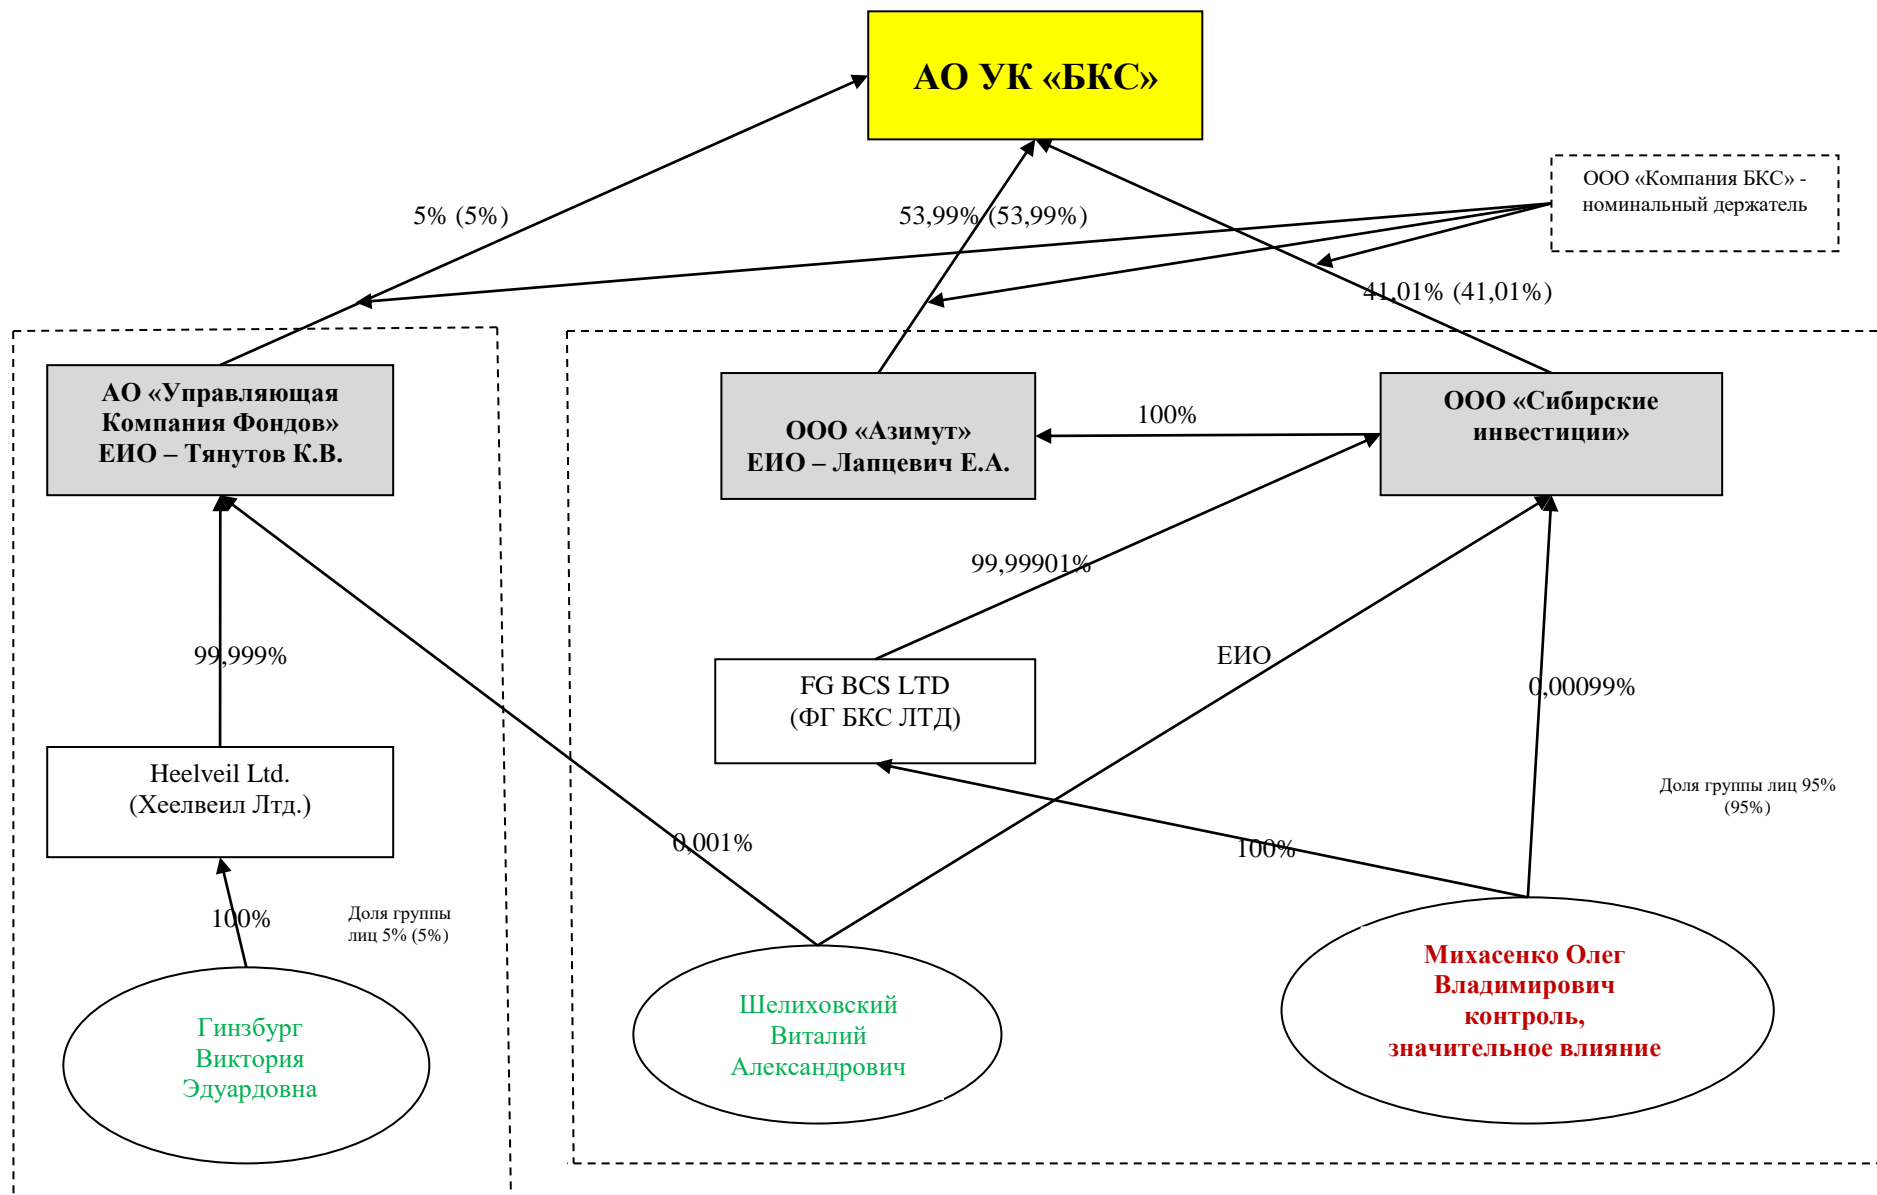 АО УК «БКС»
ООО «Компания БКС» -
номинальный держатель
5% (5%)
53,99% (53,99%)
41,01% (41,01%)
АО «Управляющая
Компания Фондов»
ЕИО – Тянутов К.В.
ООО «Азимут»
ЕИО – Лапцевич Е.А.
100%
ООО «Сибирские
инвестиции»
99,99901%
99,999%
ЕИО
0,00099%
FG BCS LTD
(ФГ БКС ЛТД)
Heelveil Ltd.
(Хеелвеил Лтд.)
Доля группы лиц 95%
(95%)
0,001%
100%
100%
Доля группы
лиц 5% (5%)
Гинзбург
Виктория
Эдуардовна
Шелиховский
Виталий
Александрович
Михасенко Олег
Владимирович
контроль,
значительное влияние